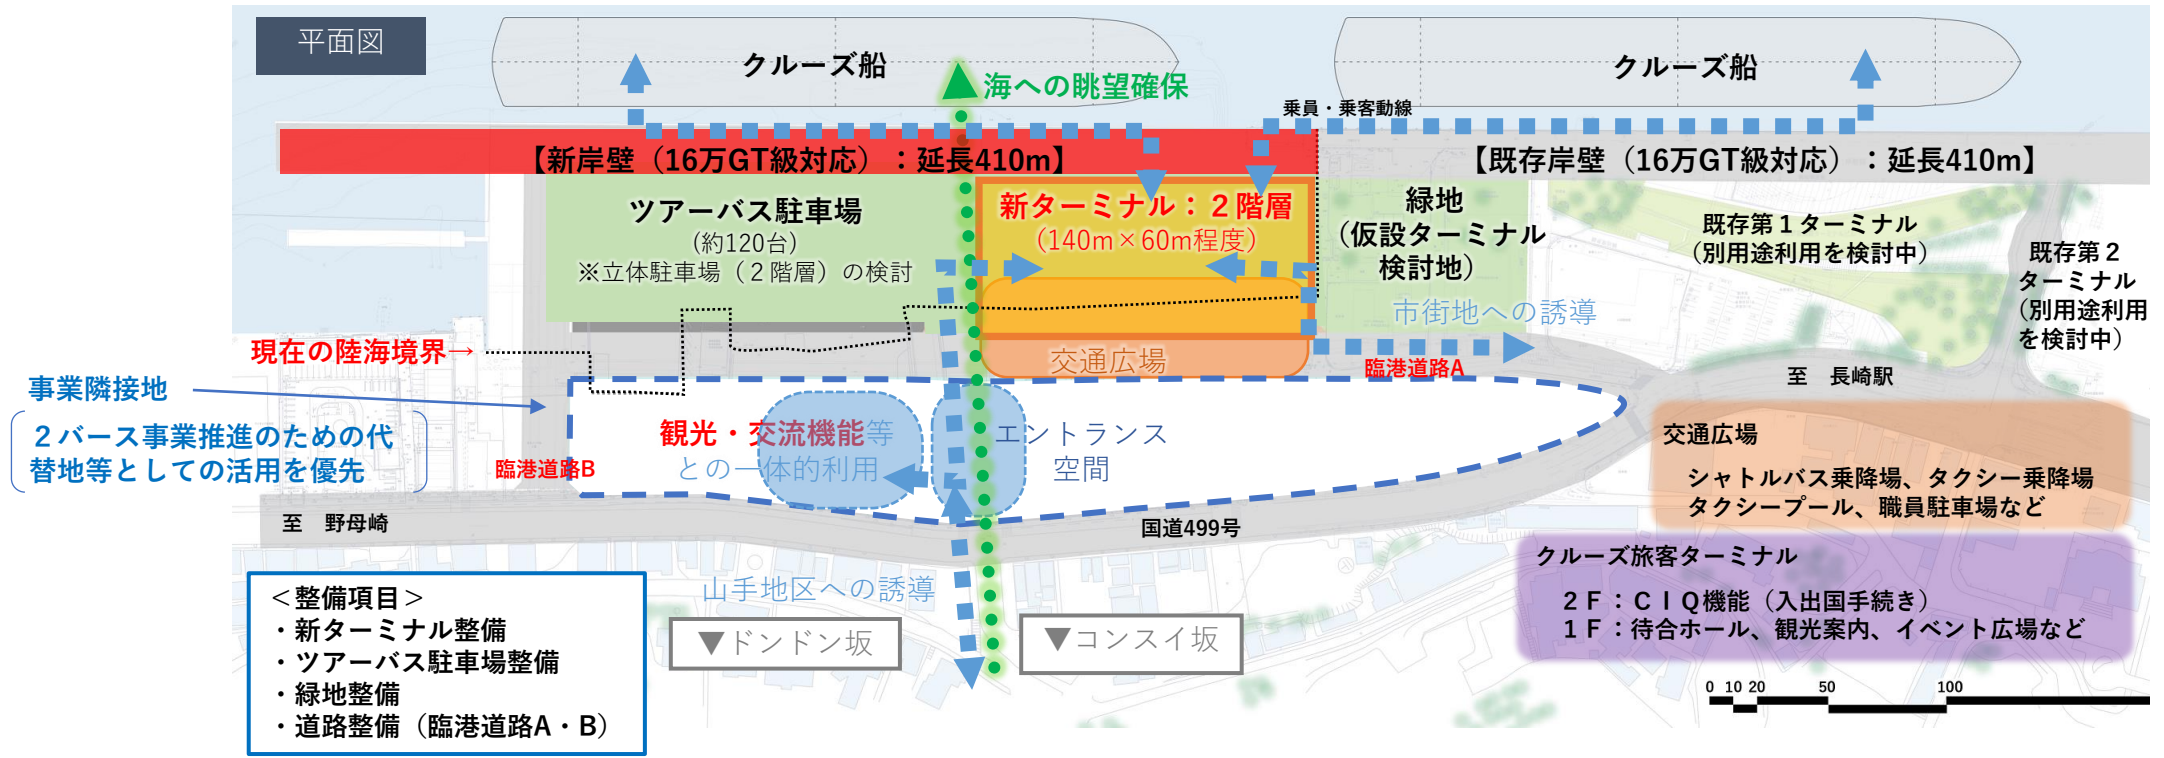 平面図
クルーズ船
クルーズ船
海への眺望確保
乗員・乗客動線
【新岸壁（16万GT級対応）：延長410m】
【既存岸壁（16万GT級対応）：延長410m】
ツアーバス駐車場
(約120台)
※立体駐車場（２階層）の検討
新ターミナル：２階層
（140m×60m程度）
緑地
（仮設ターミナル
検討地）
既存第１ターミナル
（別用途利用を検討中）
既存第２
ターミナル
（別用途利用
を検討中）
市街地への誘導
現在の陸海境界→
交通広場
臨港道路A
至　長崎駅
事業隣接地
２バース事業推進のための代
替地等としての活用を優先
臨港道路B
観光・交流機能等
との一体的利用
エントランス
空間
交通広場
シャトルバス乗降場、タクシー乗降場
タクシープール、職員駐車場など
至　野母崎
国道499号
クルーズ旅客ターミナル
２Ｆ：ＣＩＱ機能（入出国手続き）
１Ｆ：待合ホール、観光案内、イベント広場など
山手地区への誘導
▼ドンドン坂
▼コンスイ坂
＜整備項目＞
・新ターミナル整備
・ツアーバス駐車場整備
・緑地整備
・道路整備（臨港道路A・B）
0 10 20 50 100